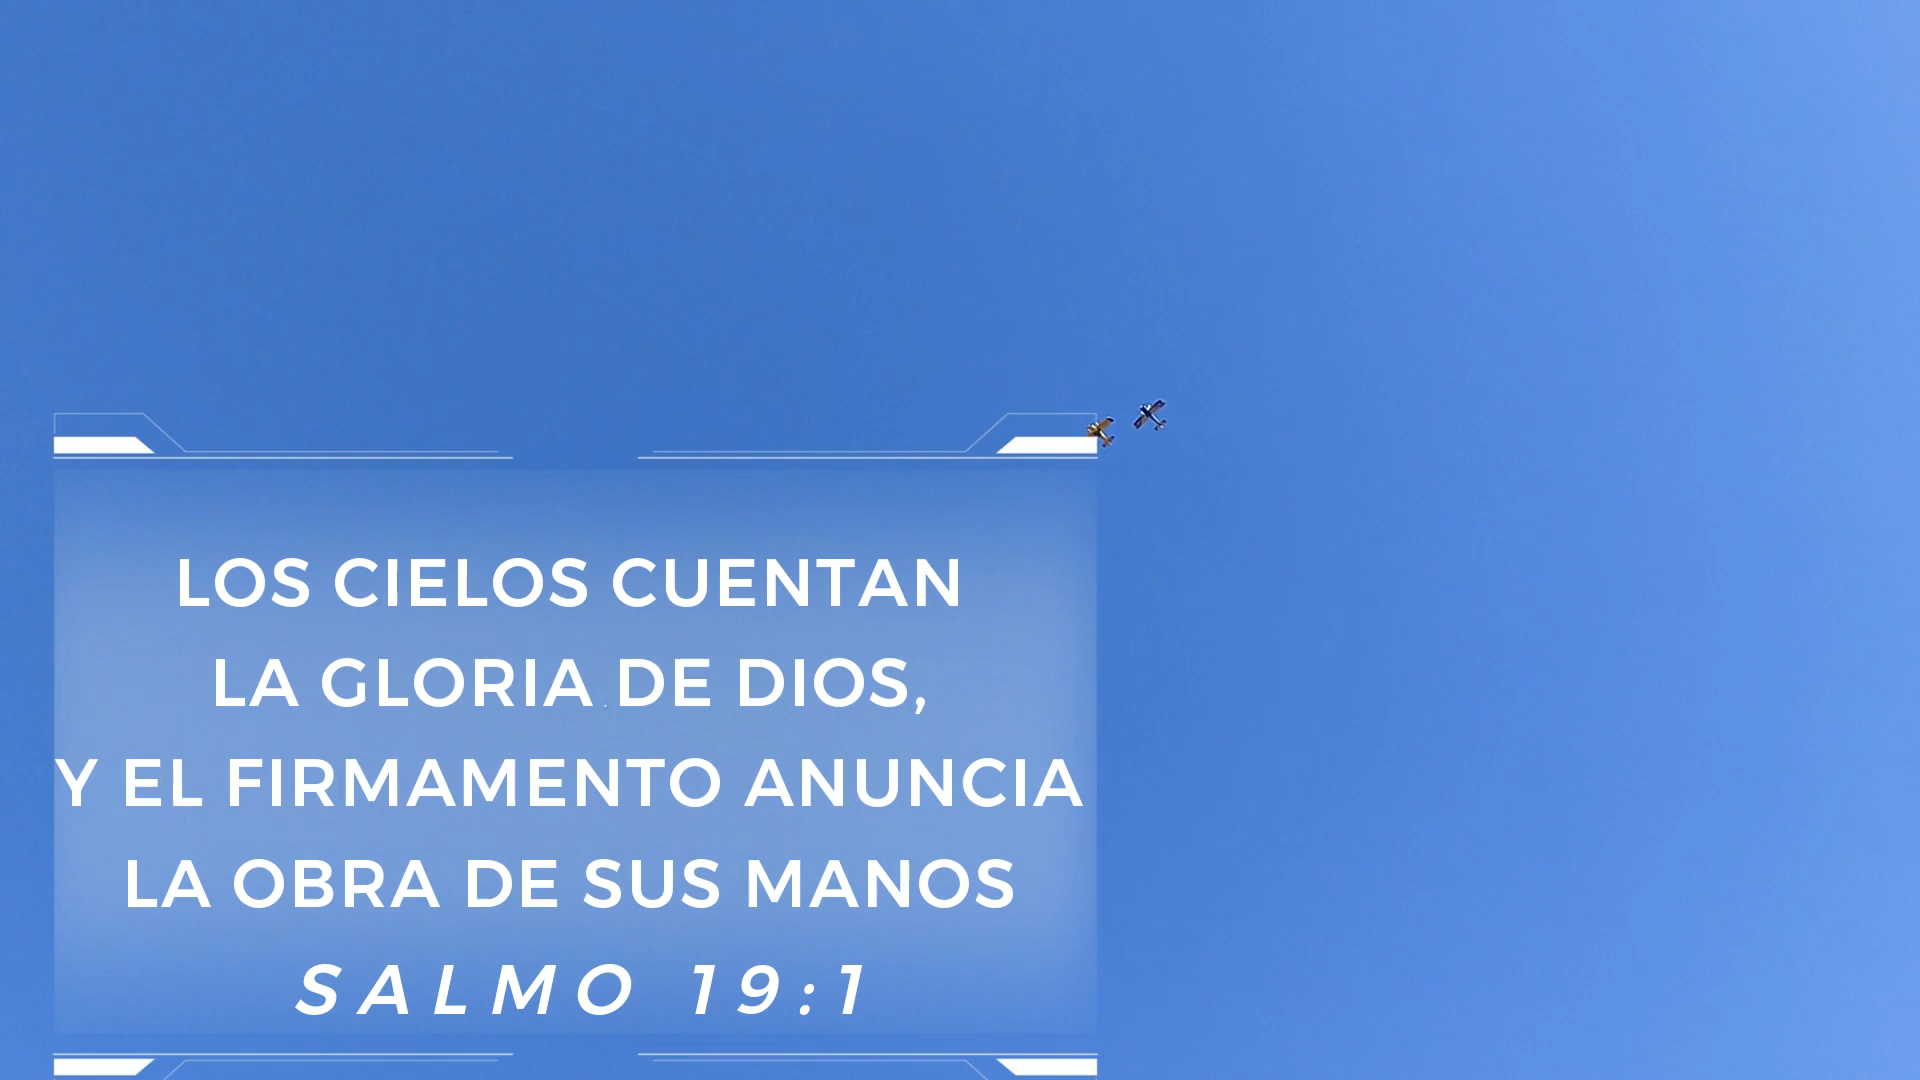 LOS CIELOS CUENTAN
LA GLORIA DE DIOS,
Y EL FIRMAMENTO ANUNCIA
LA OBRA DE SUS MANOS
SALMO 19:1